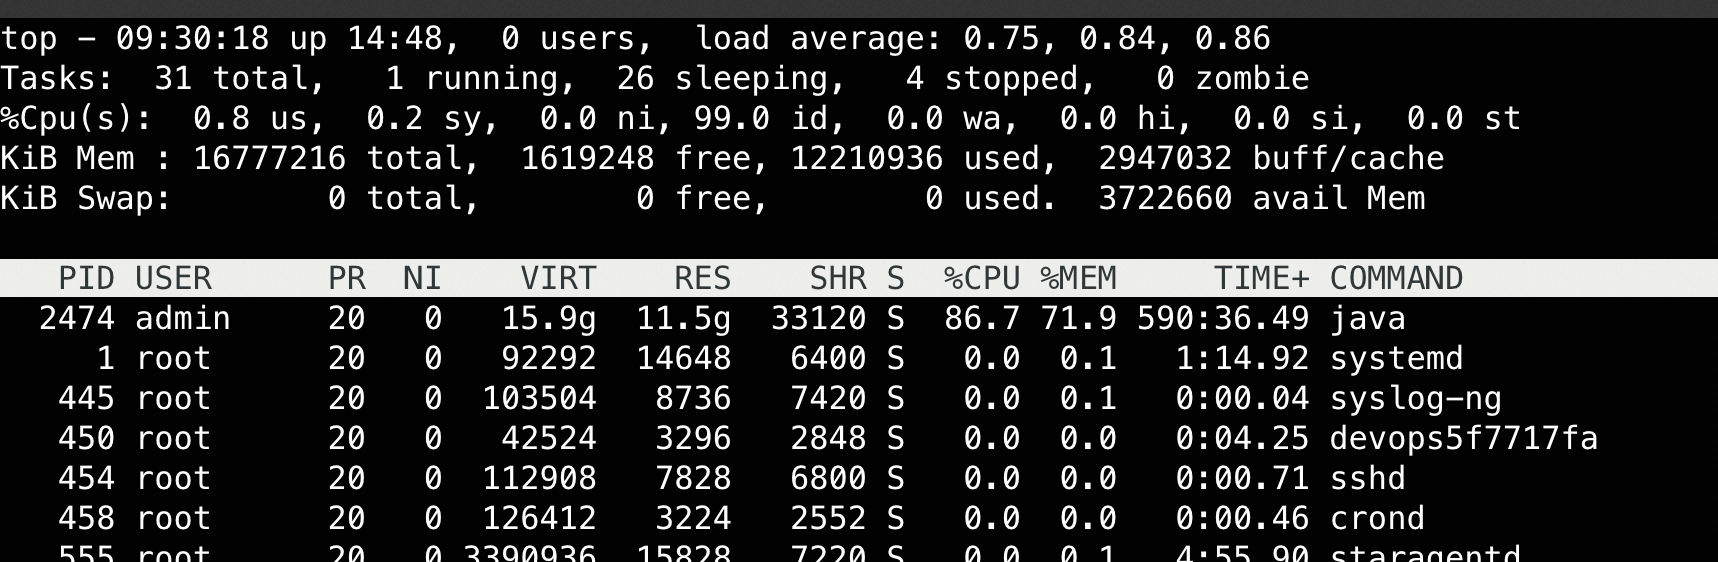 top - 09:30:18 up 14:48,  0 users,  load average: 0.75, 0.84, 0.86
Tasks:  31 total,   1 running,  26 sleeping,   4 stopped,   0 zombie
%Cpu(s):  0.8 us,  0.2 sy,  0.0 ni, 99.0 id,  0.0 wa,  0.0 hi,  0.0 si,  0.0 st
KiB Mem : 16777216 total,  1619248 free, 12210936 used,  2947032 buff/cache
KiB Swap:        0 total,        0 free,        0 used.  3722660 avail Mem
PID USER      PR  NI    VIRT    RES    SHR S  %CPU %MEM     TIME+ COMMAND
2474 admin     20   0   15.9g  11.5g  33120 S  86.7 71.9 590:36.49 java
1 root      20   0   92292  14648   6400 S   0.0  0.1   1:14.92 systemd
445 root      20   0  103504   8736   7420 S   0.0  0.1   0:00.04 syslog-ng
450 root      20   0   42524   3296   2848 S   0.0  0.0   0:04.25 devops5f7717fa
454 root      20   0  112908   7828   6800 S   0.0  0.0   0:00.71 sshd
458 root      20   0  126412   3224   2552 S   0.0  0.0   0:00.46 crond
555 root      20   0 3390936  15828   7220 S   0.0  0.1   4:55.90 staragentd